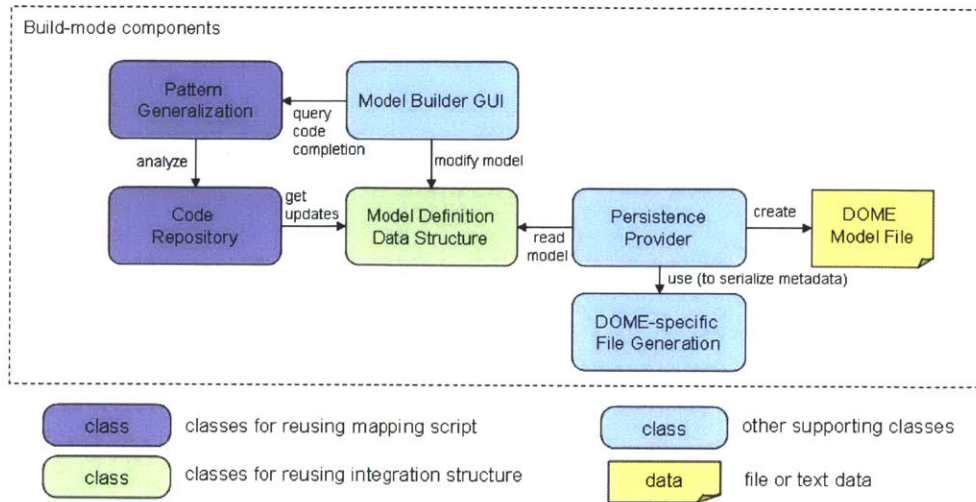 Build-mode components
Pattern
Generalization
Model Builder GUI
query
code
completion
analyze
modify model
Code
Repository
get
updates
Model Definition
Data Structure
read
model
Persistence
Provider
create
DOME
Model File
use (to serialize metadata)
DOME-specific
File Generation
class
classes for reusing mapping script
class
other supporting classes
class
classes for reusing integration structure
data
file or text data